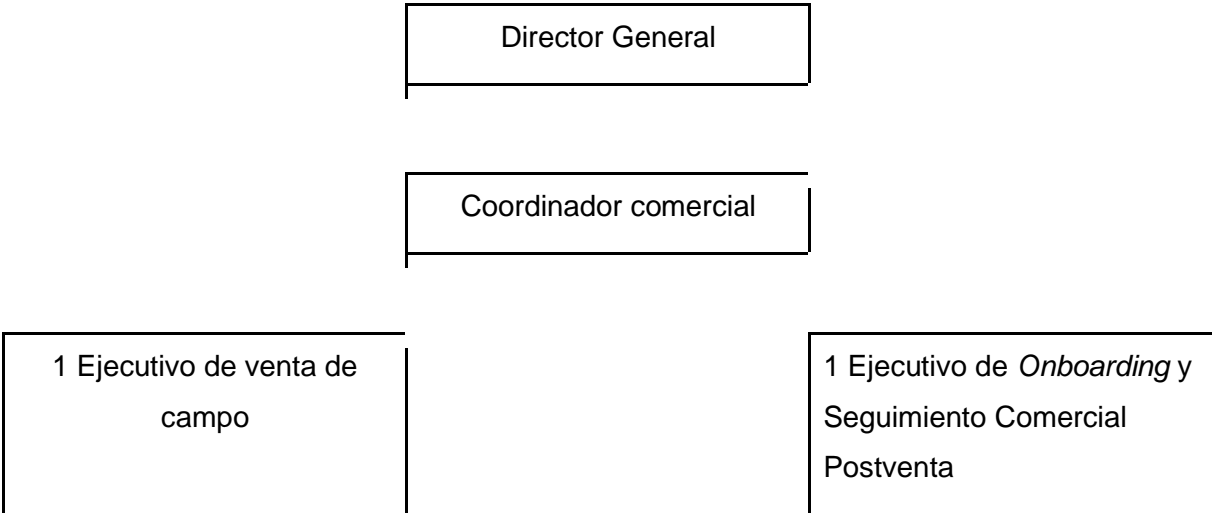 Director General
Coordinador comercial
1 Ejecutivo de venta de
campo
1 Ejecutivo de Onboarding y
Seguimiento Comercial
Postventa